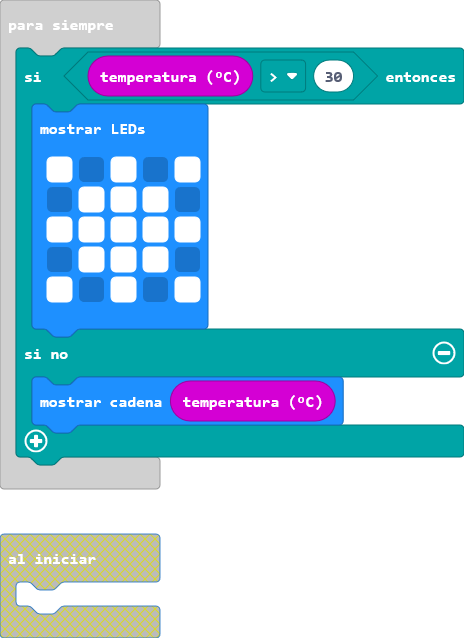 para siempre
si temperatura (ºC) > 30 entonces
mostrar LEDs
si no
mostrar cadena temperatura (ºC)
al iniciar